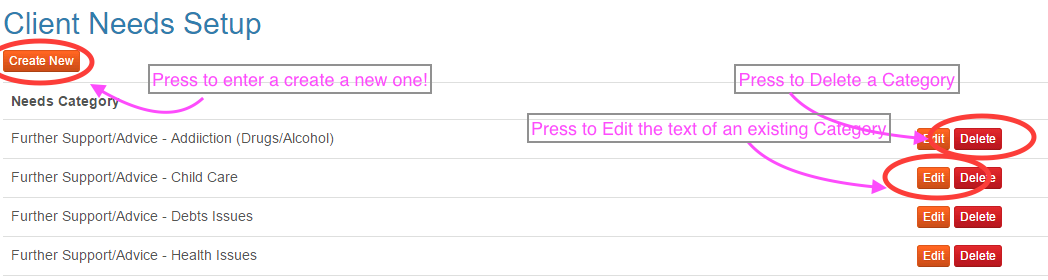 Client Needs Setup
Create New
Press to enter a create a new one!
Press to Delete a Category
Needs Category
Press to Edit the text of an existing Category
Further Support/Advice - Addiiction (Drugs/Alcohol)
Edit Delete
Further Support/Advice - Child Care
Edit Delete
Further Support/Advice - Debts Issues
Edit Delete
Further Support/Advice - Health Issues
Edit Delete